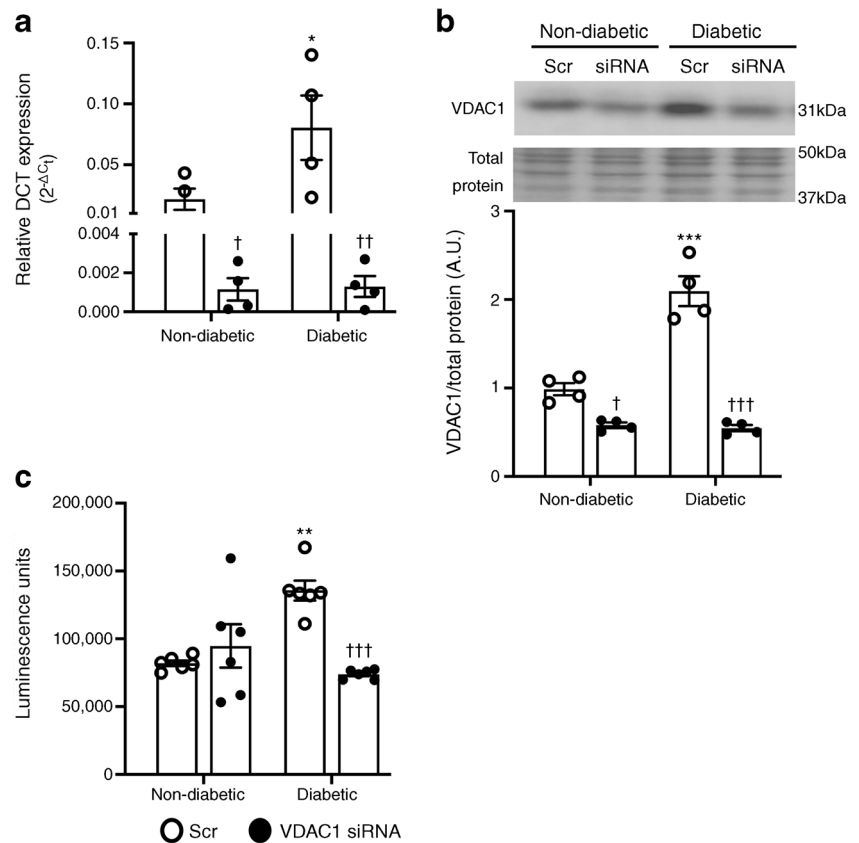 a
Relative DCT expression
(2-ΔCt)
0.15
0.10
0.05
0.01
0.004
0.002
0.000
*
†
††
Non-diabetic
Diabetic
b
Non-diabetic
Diabetic
Scr
siRNA
Scr
siRNA
VDAC1
31kDa
Total
protein
50kDa
37kDa
VDAC1/total protein (A.U.)
3
2
1
0
†
***
†††
Non-diabetic
Diabetic
c
Luminescence units
200,000
150,000
100,000
50,000
0
**
†††
Non-diabetic
Diabetic
Scr
VDAC1 siRNA